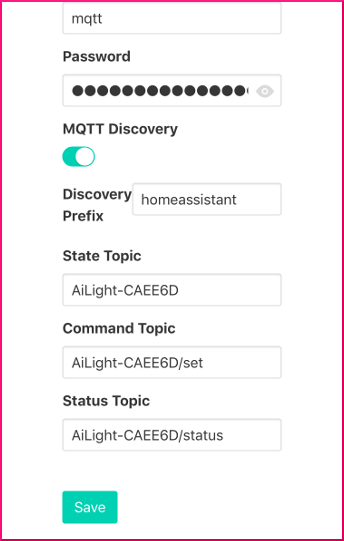 mqtt
Password
●●●●●●●●●●●●●●●
MQTT Discovery
Discovery
Prefix
homeassistant
State Topic
AiLight-CAEE6D
Command Topic
AiLight-CAEE6D/set
Status Topic
AiLight-CAEE6D/status
Save